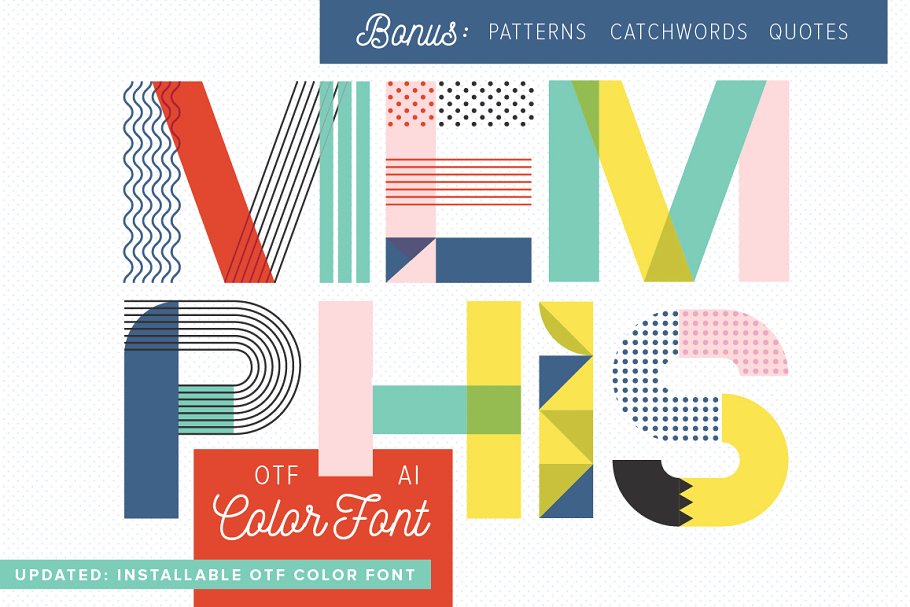 Bonus: PATTERNS CATCHWORDS QUOTES
MEM
PHiS
OTF AI
Color Font
UPDATED: INSTALLABLE OTF COLOR FONT